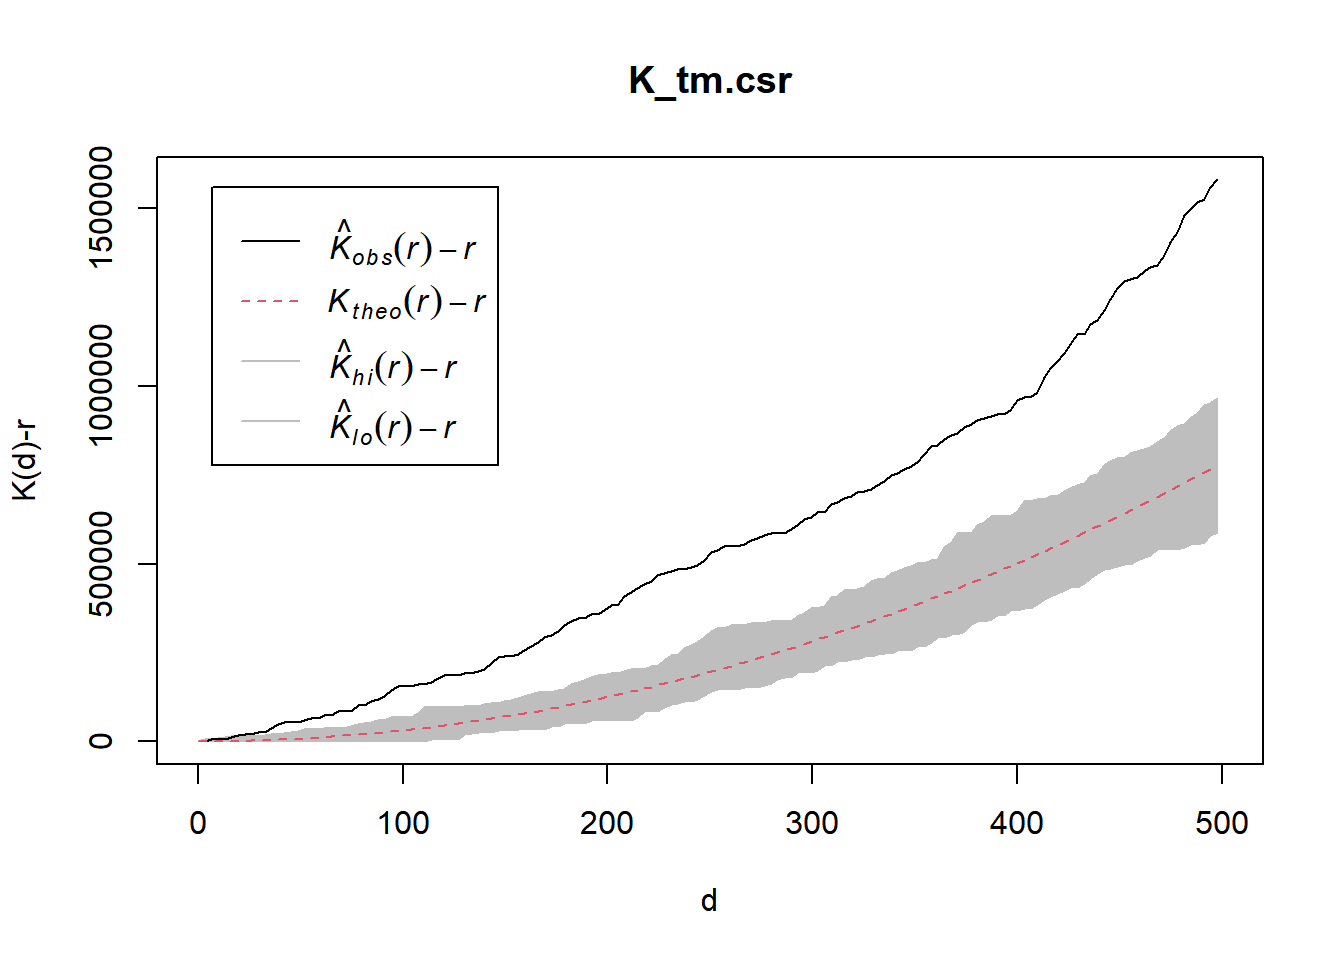 K_tm.csr
K̂obs(r) − r
Ktheo(r) − r
K̂hi(r) − r
K̂lo(r) − r
K(d)-r
1500000
1000000
500000
0
0 100 200 300 400 500
d